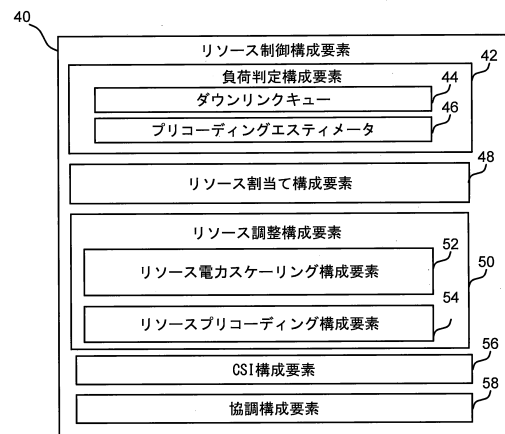 40
リソース制御構成要素
42
負荷判定構成要素
44
ダウンリンクキュー
46
プリコーディングエスティメータ
48
リソース割当て構成要素
リソース調整構成要素
50
52
リソース電力スケーリング構成要素
54
リソースプリコーディング構成要素
56
CSI構成要素
58
協調構成要素